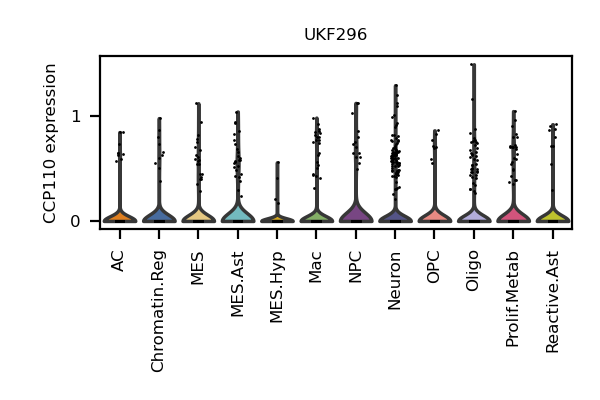 UKF296
CCP110 expression
1
0
AC
Chromatin.Reg
MES
MES.Ast
MES.Hyp
Mac
NPC
Neuron
OPC
Oligo
Prolif.Metab
Reactive.Ast